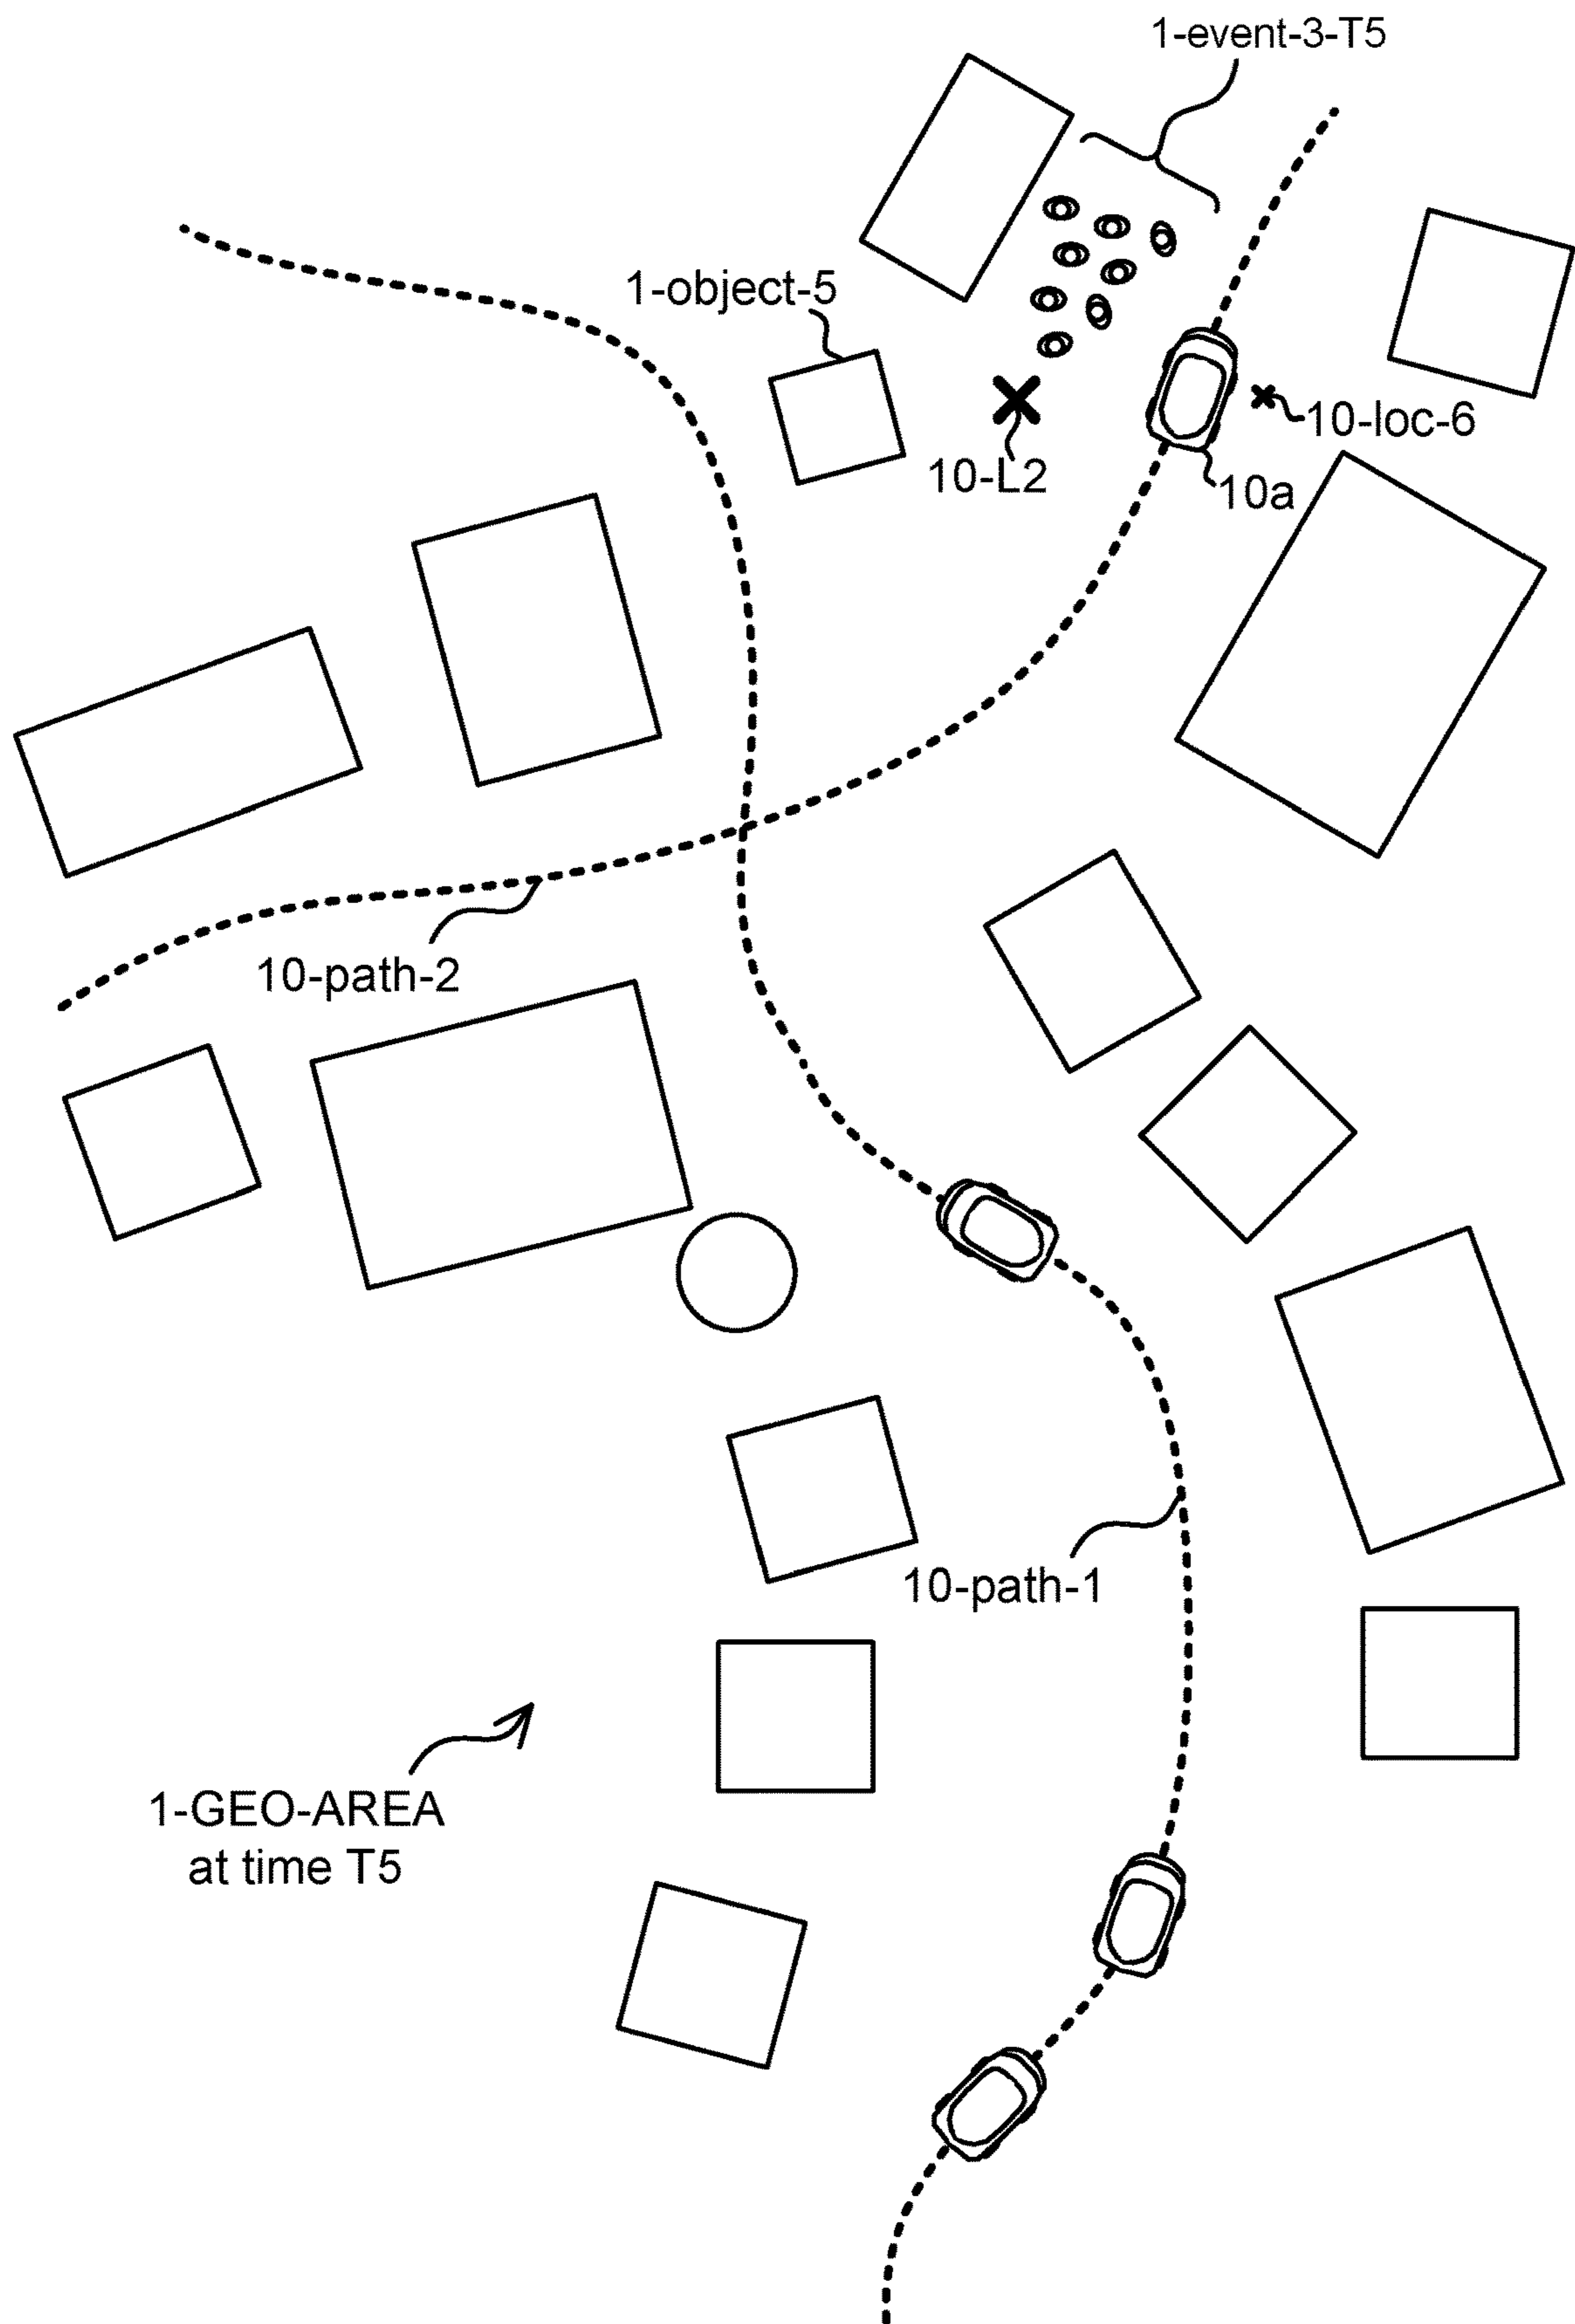 1-event-3-T5
1-object-5
10-loc-6
10-L2
10a
10-path-2
10-path-1
1-GEO-AREA
at time T5